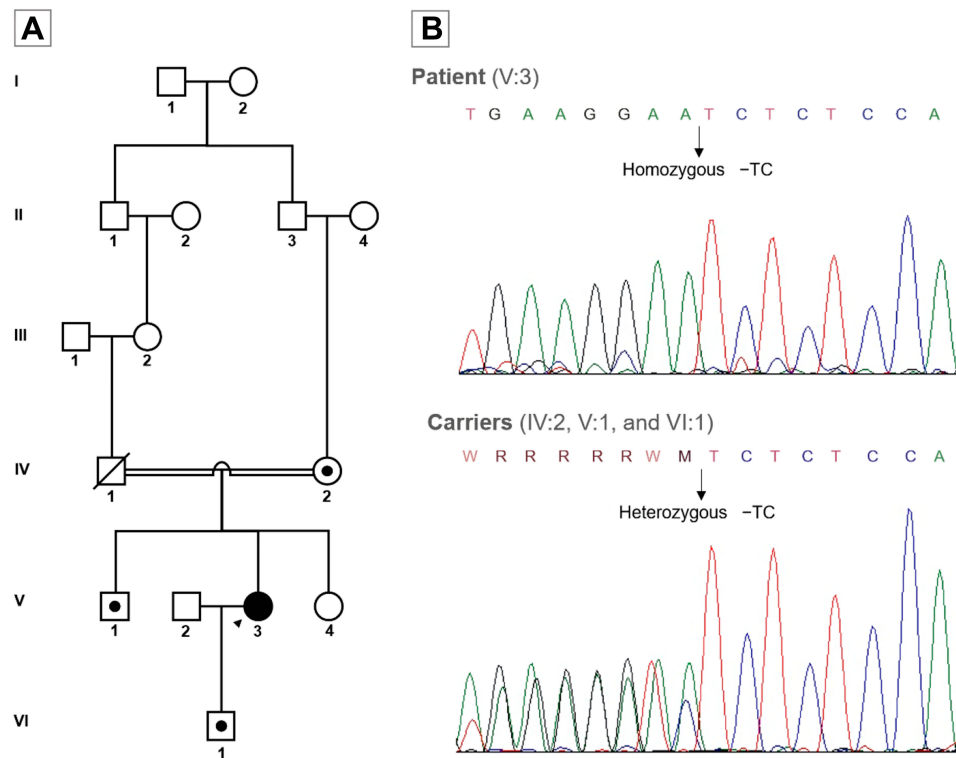 A
I
1 2
II
1 2 3 4
III
1 2
IV
1 2
V
1 2 3 4
VI
1
B
Patient (V:3)
T G A A G G A A T C T C T C C A
Homozygous −TC
Carriers (IV:2, V:1, and VI:1)
W R R R R R W M T C T C T C C A
Heterozygous −TC